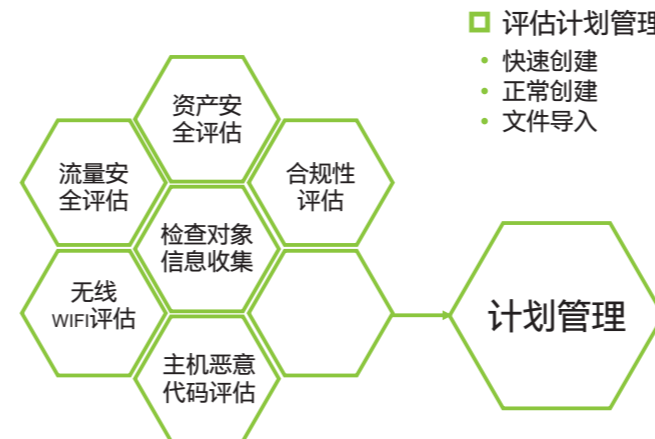 评估计划管理
快速创建
正常创建
文件导入
资产安
全评估
流量安
全评估
合规性
评估
检查对象
信息收集
无线
WIFI评估
主机恶意
代码评估
计划管理